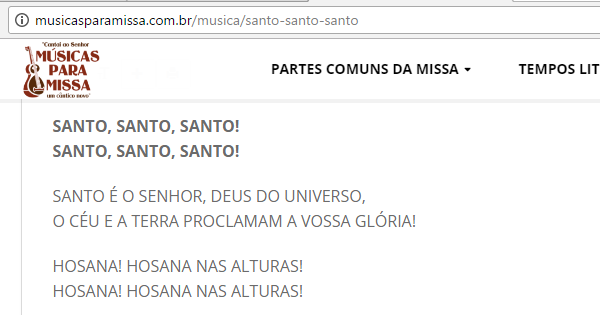 musicasparamissa.com.br/musica/santo-santo-santo
"Cantai ao Senhor
MÚSICAS
PARA
MISSA
um cântico novo"
PARTES COMUNS DA MISSA
TEMPOS LIT
SANTO, SANTO, SANTO!
SANTO, SANTO, SANTO!
SANTO É O SENHOR, DEUS DO UNIVERSO,
O CÉU E A TERRA PROCLAMAM A VOSSA GLÓRIA!
HOSANA! HOSANA NAS ALTURAS!
HOSANA! HOSANA NAS ALTURAS!